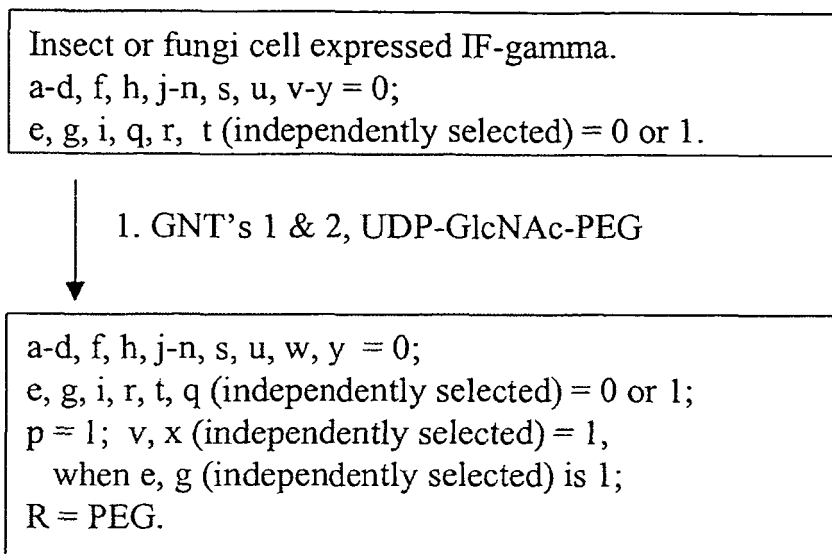 Insect or fungi cell expressed IF-gamma.
a-d, f, h, j-n, s, u, v-y = 0;
e, g, i, q, r, t (independently selected) = 0 or 1.
1. GNT's 1 & 2, UDP-GlcNAc-PEG
a-d, f, h, j-n, s, u, w, y = 0;
e, g, i, r, t, q (independently selected) = 0 or 1;
p = 1; v, x (independently selected) = 1,
when e, g (independently selected) is 1;
R = PEG.